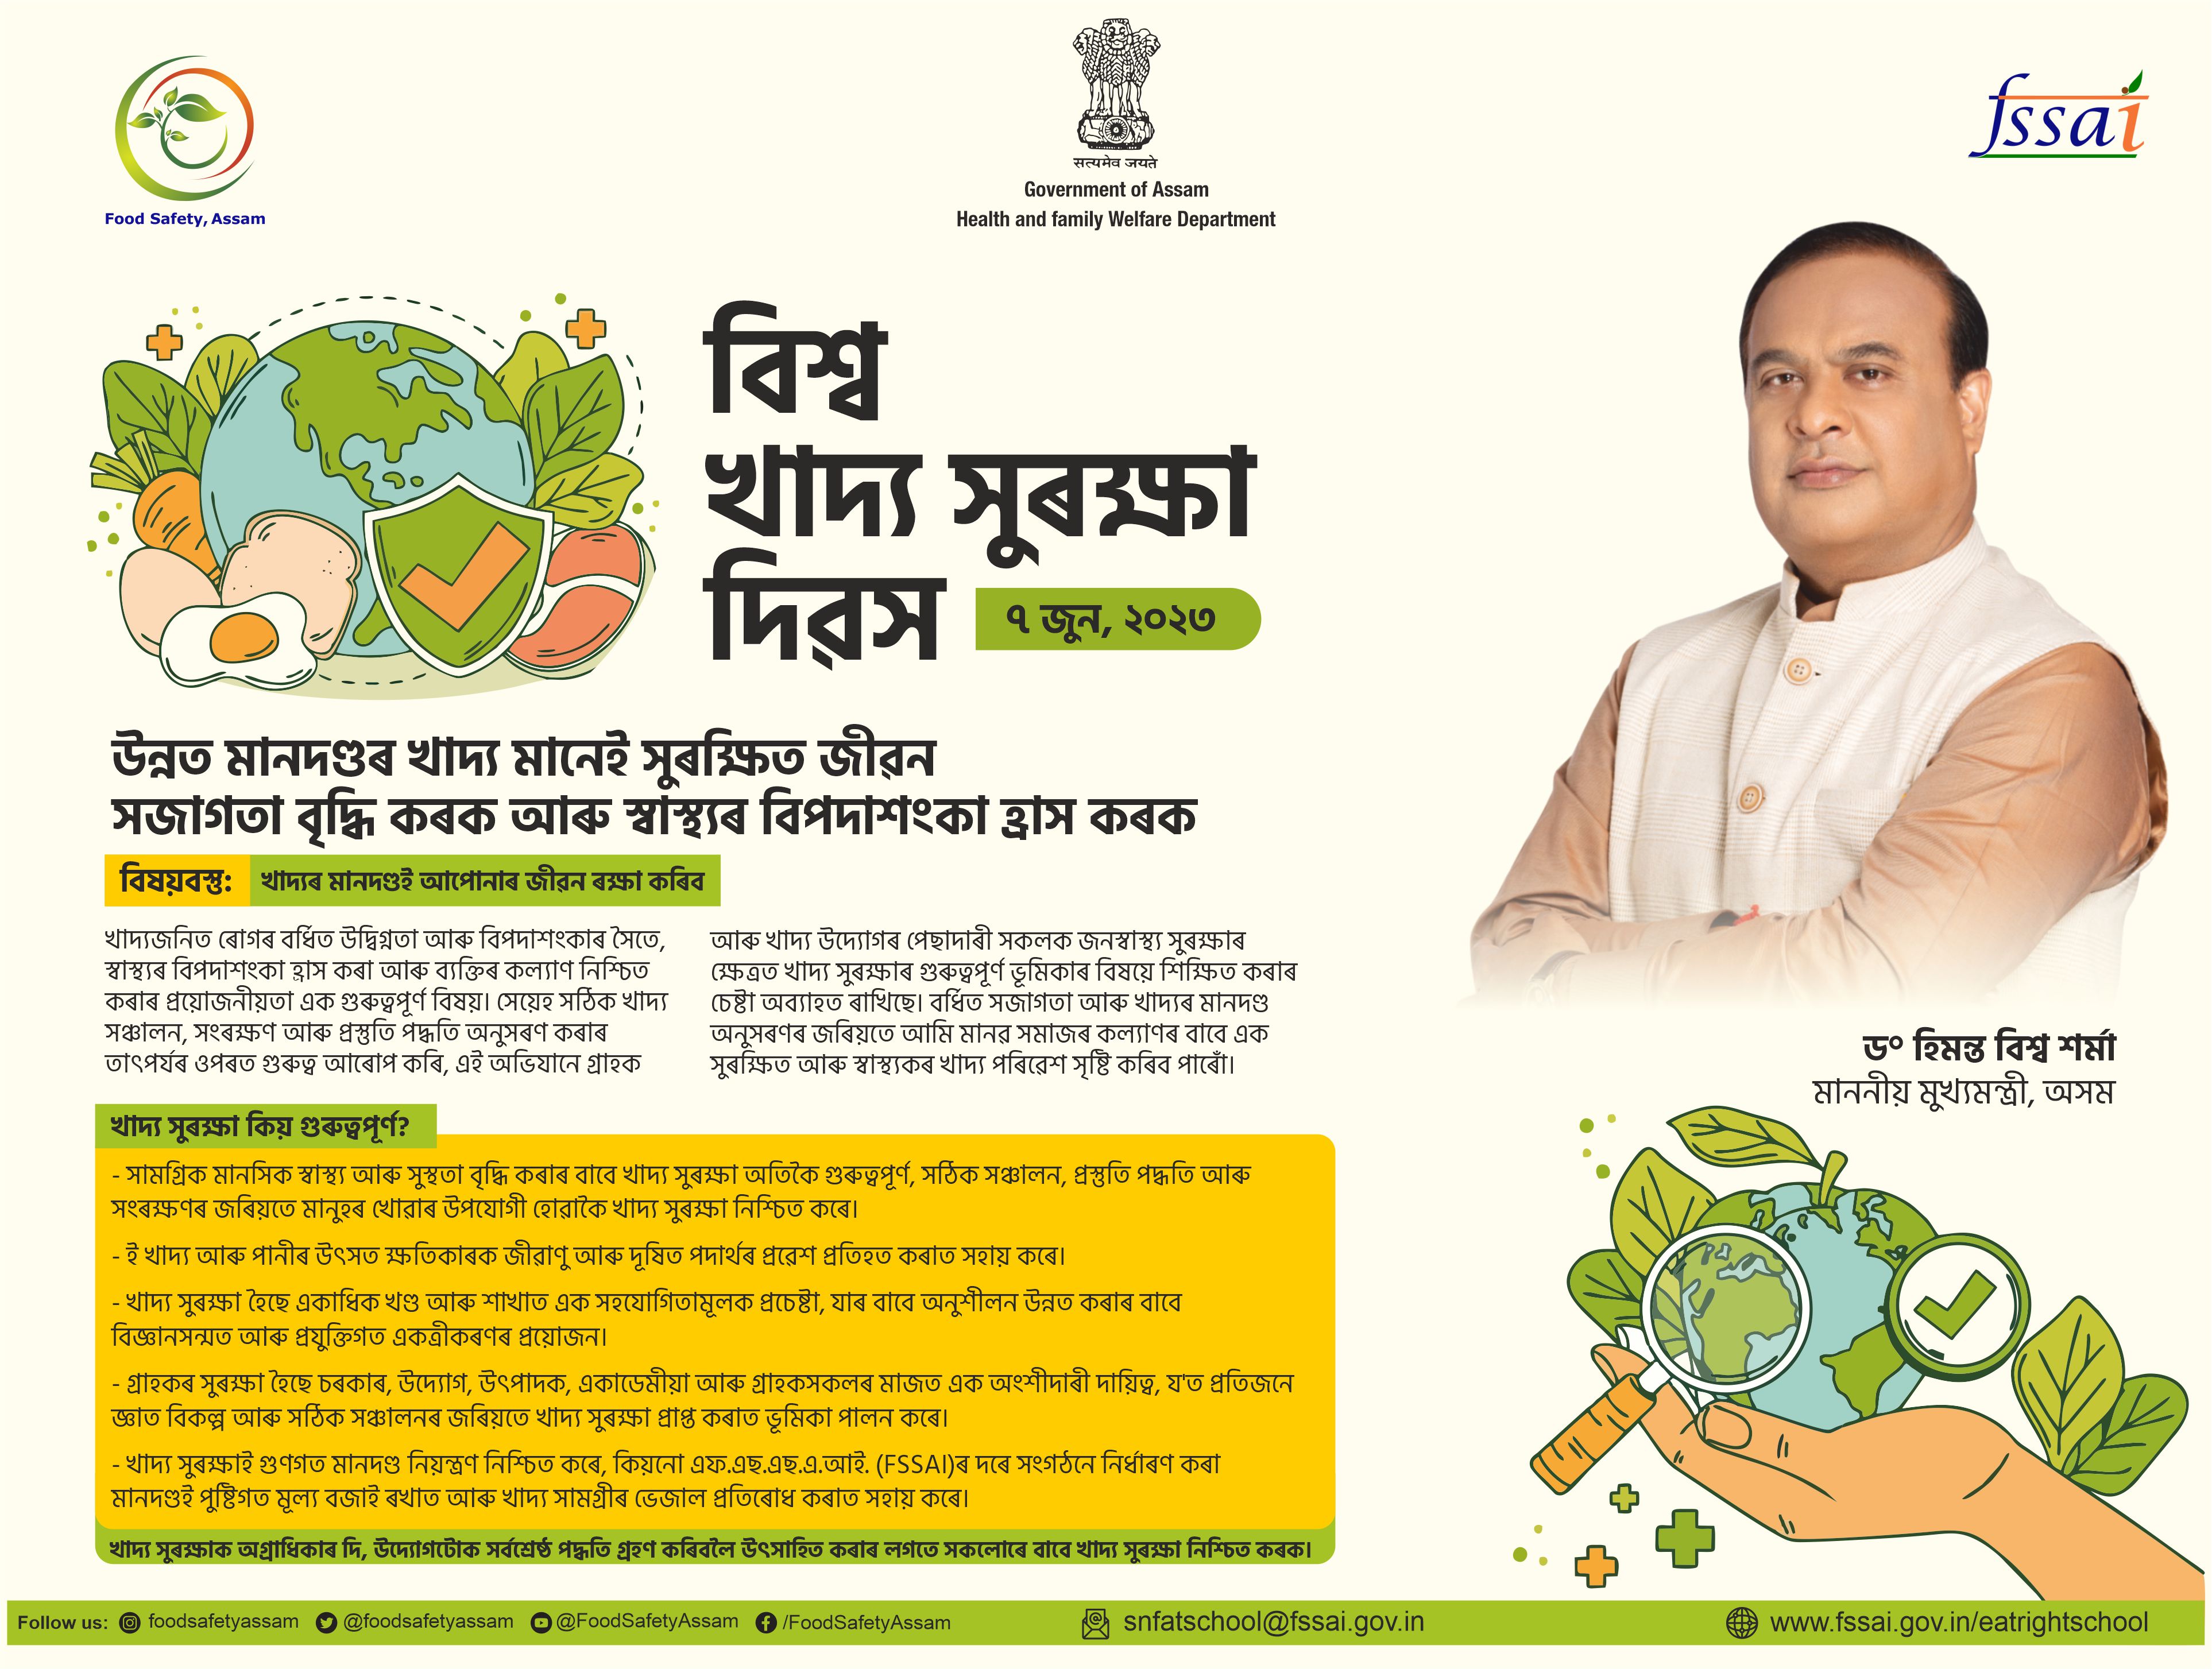 Food Safety, Assam
सत्यमेव जयते
Government of Assam
Health and family Welfare Department
fssai
বিশ্ব
খাদ্য সুৰক্ষা
দিৱস
৭ জুন, ২০২৩
উন্নত মানদণ্ডৰ খাদ্য মানেই সুৰক্ষিত জীৱন
সজাগতা বৃদ্ধি কৰক আৰু স্বাস্থ্যৰ বিপদাশংকা হ্ৰাস কৰক
বিষয়বস্তু: খাদ্যৰ মানদণ্ডই আপোনাৰ জীৱন ৰক্ষা কৰিব
খাদ্যজনিত ৰোগৰ বৰ্ধিত উদ্বিগ্নতা আৰু বিপদাশংকাৰ সৈতে,
স্বাস্থ্যৰ বিপদাশংকা হ্ৰাস কৰা আৰু ব্যক্তিৰ কল্যাণ নিশ্চিত
কৰাৰ প্ৰয়োজনীয়তা এক গুৰুত্বপূৰ্ণ বিষয়। সেয়েহ সঠিক খাদ্য
সঞ্চালন, সংৰক্ষণ আৰু প্ৰস্তুতি পদ্ধতি অনুসৰণ কৰাৰ
তাৎপৰ্যৰ ওপৰত গুৰুত্ব আৰোপ কৰি, এই অভিযানে গ্ৰাহক
আৰু খাদ্য উদ্যোগৰ পেছাদাৰী সকলক জনস্বাস্থ্য সুৰক্ষাৰ
ক্ষেত্ৰত খাদ্য সুৰক্ষাৰ গুৰুত্বপূৰ্ণ ভূমিকাৰ বিষয়ে শিক্ষিত কৰাৰ
চেষ্টা অব্যাহত ৰাখিছে। বৰ্ধিত সজাগতা আৰু খাদ্যৰ মানদণ্ড
অনুসৰণৰ জৰিয়তে আমি মানৱ সমাজৰ কল্যাণৰ বাবে এক
সুৰক্ষিত আৰু স্বাস্থ্যকৰ খাদ্য পৰিৱেশ সৃষ্টি কৰিব পাৰোঁ।
ড° হিমন্ত বিশ্ব শৰ্মা
মাননীয় মুখ্যমন্ত্ৰী, অসম
খাদ্য সুৰক্ষা কিয় গুৰুত্বপূৰ্ণ?
- সামগ্ৰিক মানসিক স্বাস্থ্য আৰু সুস্থতা বৃদ্ধি কৰাৰ বাবে খাদ্য সুৰক্ষা অতিকৈ গুৰুত্বপূৰ্ণ, সঠিক সঞ্চালন, প্ৰস্তুতি পদ্ধতি আৰু
সংৰক্ষণৰ জৰিয়তে মানুহৰ খোৱাৰ উপযোগী হোৱাকৈ খাদ্য সুৰক্ষা নিশ্চিত কৰে।
- ই খাদ্য আৰু পানীৰ উৎসত ক্ষতিকাৰক জীৱাণু আৰু দূষিত পদাৰ্থৰ প্ৰৱেশ প্ৰতিহত কৰাত সহায় কৰে।
- খাদ্য সুৰক্ষা হৈছে একাধিক খণ্ড আৰু শাখাত এক সহযোগিতামূলক প্ৰচেষ্টা, যাৰ বাবে অনুশীলন উন্নত কৰাৰ বাবে
বিজ্ঞানসন্মত আৰু প্ৰযুক্তিগত একত্ৰীকৰণৰ প্ৰয়োজন।
- গ্ৰাহকৰ সুৰক্ষা হৈছে চৰকাৰ, উদ্যোগ, উৎপাদক, একাডেমীয়া আৰু গ্ৰাহকসকলৰ মাজত এক অংশীদাৰী দায়িত্ব, য'ত প্ৰতিজনে
জ্ঞাত বিকল্প আৰু সঠিক সঞ্চালনৰ জৰিয়তে খাদ্য সুৰক্ষা প্ৰাপ্ত কৰাত ভূমিকা পালন কৰে।
- খাদ্য সুৰক্ষাই গুণগত মানদণ্ড নিয়ন্ত্ৰণ নিশ্চিত কৰে, কিয়নো এফ.এছ.এছ.এ.আই. (FSSAI)ৰ দৰে সংগঠনে নিৰ্ধাৰণ কৰা
মানদণ্ডই পুষ্টিগত মূল্য বজাই ৰখাত আৰু খাদ্য সামগ্ৰীৰ ভেজাল প্ৰতিৰোধ কৰাত সহায় কৰে।
খাদ্য সুৰক্ষাক অগ্ৰাধিকাৰ দি, উদ্যোগটোক সৰ্বশ্ৰেষ্ঠ পদ্ধতি গ্ৰহণ কৰিবলৈ উৎসাহিত কৰাৰ লগতে সকলোৰে বাবে খাদ্য সুৰক্ষা নিশ্চিত কৰক।
Follow us: foodsafetyassam @foodsafetyassam @FoodSafetyAssam /FoodSafetyAssam snfatschool@fssai.gov.in www.fssai.gov.in/eatrightschool